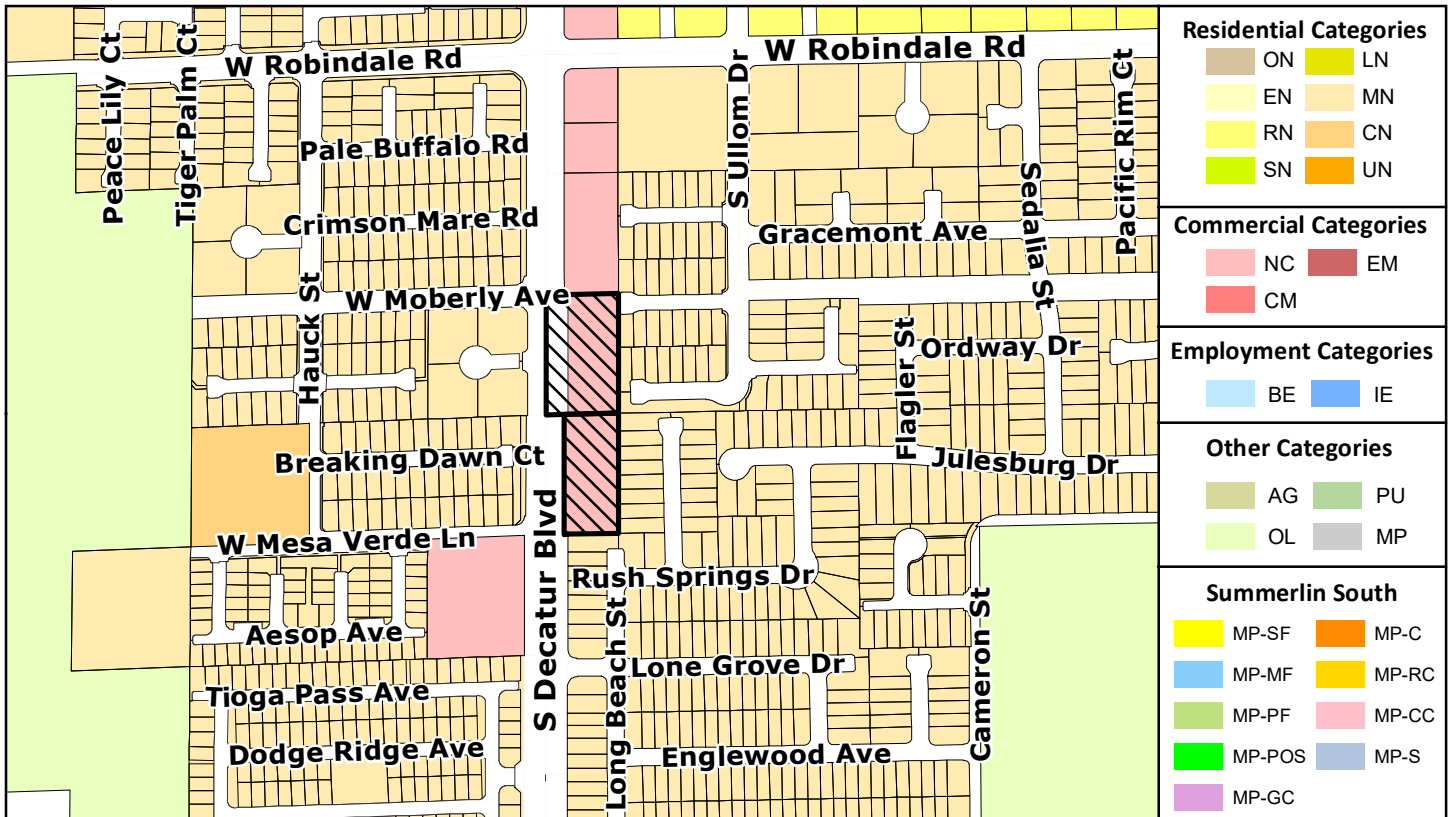 Peace Lily Ct
Tiger Palm Ct
W Robindale Rd
W Robindale Rd
S Ullom Dr
Pacific Rim Ct
Pale Buffalo Rd
Sedalia St
Crimson Mare Rd
Gracemont Ave
Hauck St
W Moberly Ave
Flagler St
Ordway Dr
Breaking Dawn Ct
Julesburg Dr
W Mesa Verde Ln
S Decatur Blvd
Rush Springs Dr
Long Beach St
Cameron St
Aesop Ave
Lone Grove Dr
Tioga Pass Ave
Dodge Ridge Ave
Englewood Ave
Residential Categories
ON LN
EN MN
RN CN
SN UN
Commercial Categories
NC EM
CM
Employment Categories
BE IE
Other Categories
AG PU
OL MP
Summerlin South
MP-SF MP-C
MP-MF MP-RC
MP-PF MP-CC
MP-POS MP-S
MP-GC